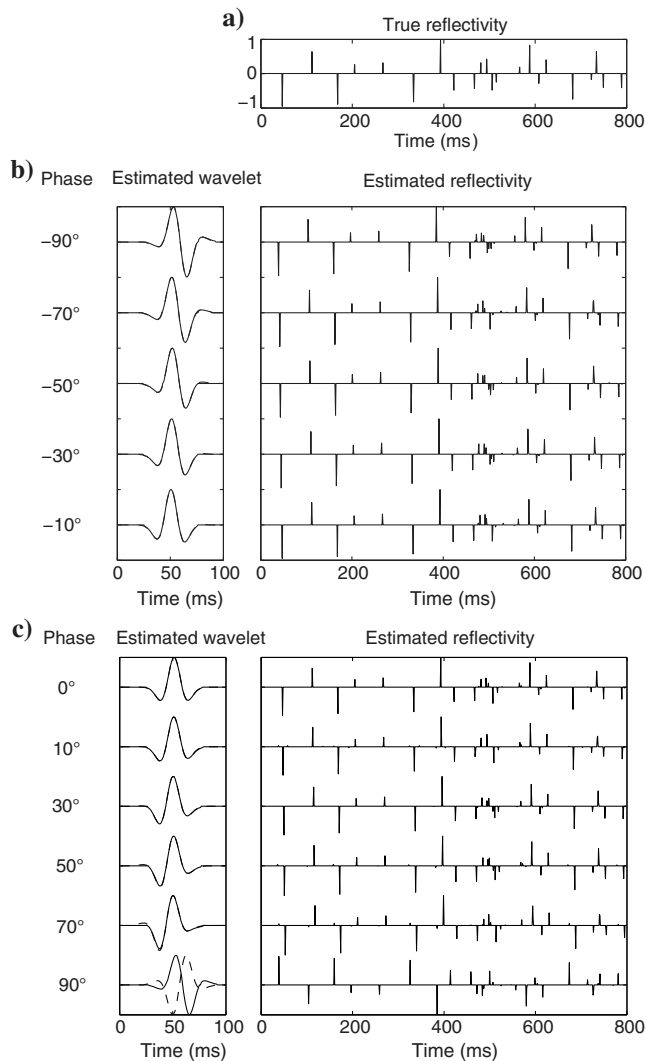 a)
True reflectivity
1
0
−1
0 200 400 600 800
Time (ms)
b)
Phase Estimated wavelet Estimated reflectivity
−90°
−70°
−50°
−30°
−10°
0 50 100 0 200 400 600 800
Time (ms) Time (ms)
c)
Phase Estimated wavelet Estimated reflectivity
0°
10°
30°
50°
70°
90°
0 50 100 0 200 400 600 800
Time (ms) Time (ms)